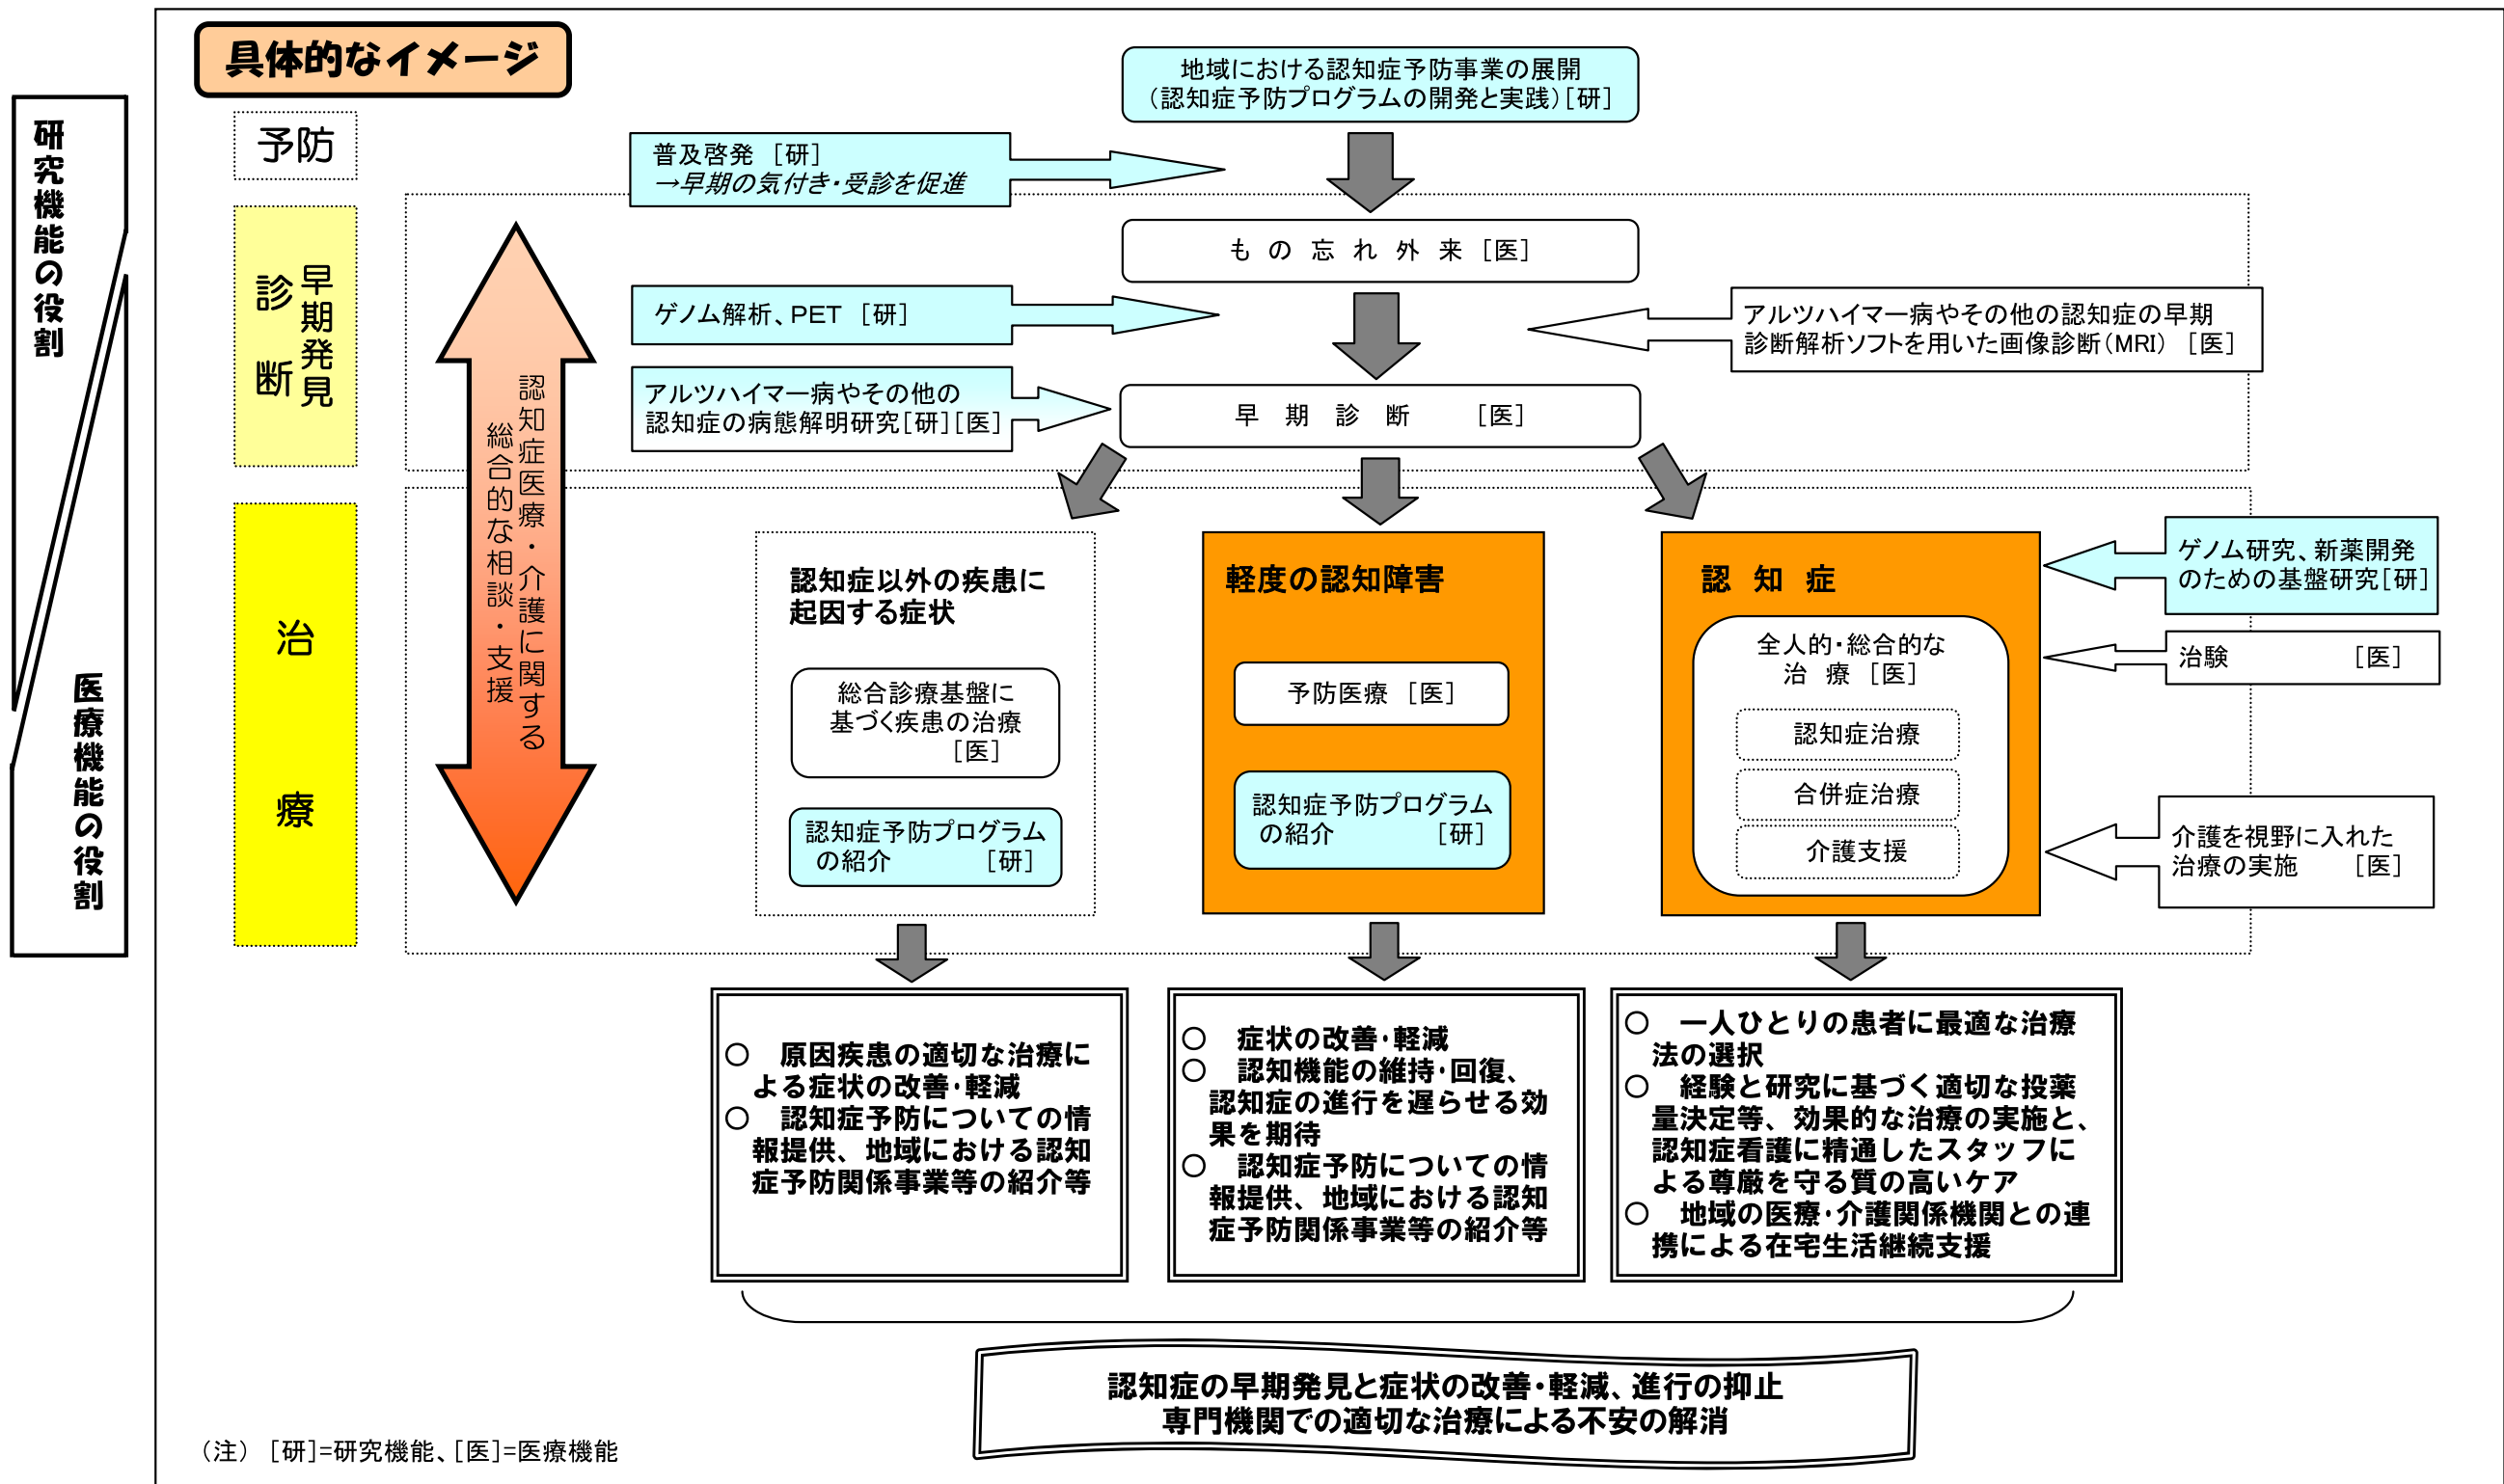 具体的なイメージ
研究機能の役割
医療機能の役割
予防
早期発見
診断
治療
地域における認知症予防事業の展開
（認知症予防プログラムの開発と実践）［研］
普及啓発 ［研］
→早期の気付き・受診を促進
もの忘れ外来［医］
ゲノム解析、PET ［研］
アルツハイマー病やその他の認知症の早期
診断解析ソフトを用いた画像診断（MRI） ［医］
アルツハイマー病やその他の
認知症の病態解明研究［研］［医］
早期診断 ［医］
認知症医療・介護に関する
総合的な相談・支援
認知症以外の疾患に
起因する症状
総合診療基盤に
基づく疾患の治療
［医］
認知症予防プログラム
の紹介 ［研］
軽度の認知障害
予防医療 ［医］
認知症予防プログラム
の紹介 ［研］
認知症
全人的・総合的な
治療 ［医］
認知症治療
合併症治療
介護支援
ゲノム研究、新薬開発
のための基盤研究［研］
治験 ［医］
介護を視野に入れた
治療の実施 ［医］
○ 原因疾患の適切な治療に
よる症状の改善・軽減
○ 認知症予防についての情
報提供、地域における認知
症予防関係事業等の紹介等
○ 症状の改善・軽減
○ 認知機能の維持・回復、
認知症の進行を遅らせる効
果を期待
○ 認知症予防についての情
報提供、地域における認知
症予防関係事業等の紹介等
○ 一人ひとりの患者に最適な治療
法の選択
○ 経験と研究に基づく適切な投薬
量決定等、効果的な治療の実施と、
認知症看護に精通したスタッフに
よる尊厳を守る質の高いケア
○ 地域の医療・介護関係機関との連
携による在宅生活継続支援
認知症の早期発見と症状の改善・軽減、進行の抑止
専門機関での適切な治療による不安の解消
（注） ［研］=研究機能、［医］=医療機能